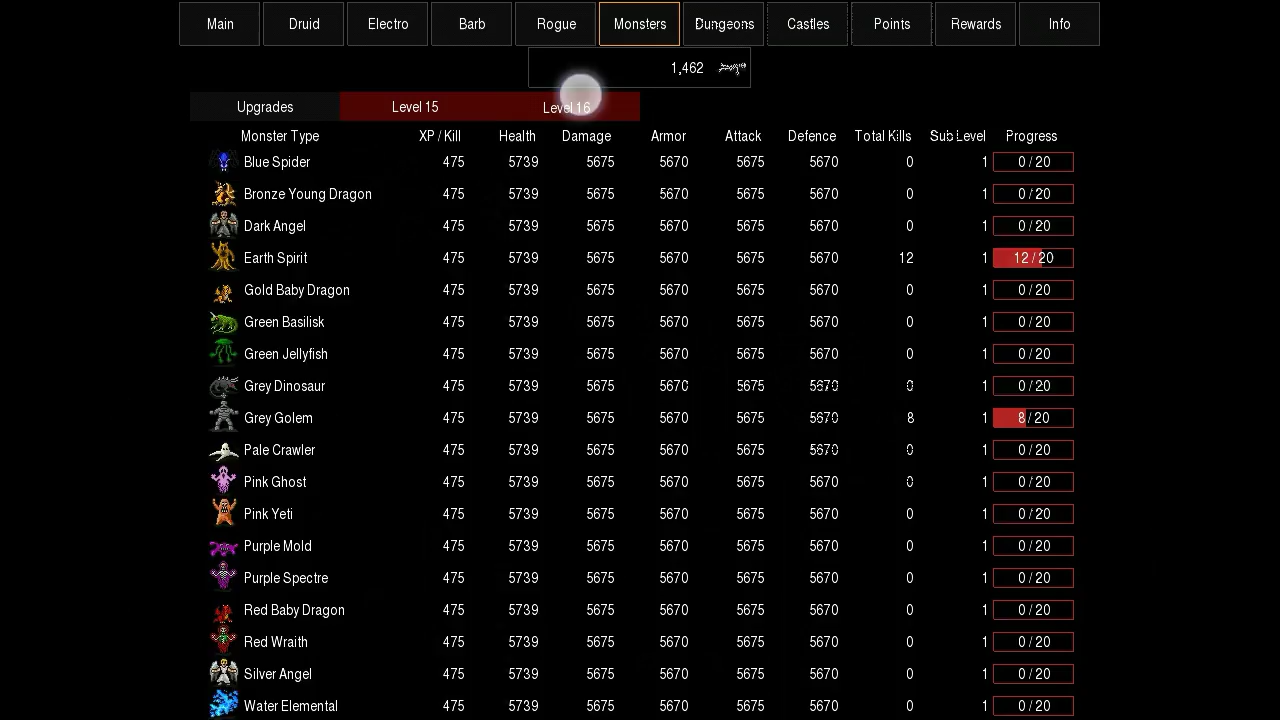 Main Druid Electro Barb Rogue Monsters Dungeons Castles Points Rewards Info
1,462
Upgrades Level 15 Level 16
Monster Type XP / Kill Health Damage Armor Attack Defence Total Kills Sub Level Progress
Blue Spider 475 5739 5675 5670 5675 5670 0 1 0 / 20
Bronze Young Dragon 475 5739 5675 5670 5675 5670 0 1 0 / 20
Dark Angel 475 5739 5675 5670 5675 5670 0 1 0 / 20
Earth Spirit 475 5739 5675 5670 5675 5670 12 1 12 / 20
Gold Baby Dragon 475 5739 5675 5670 5675 5670 0 1 0 / 20
Green Basilisk 475 5739 5675 5670 5675 5670 0 1 0 / 20
Green Jellyfish 475 5739 5675 5670 5675 5670 0 1 0 / 20
Grey Dinosaur 475 5739 5675 5670 5675 5670 0 1 0 / 20
Grey Golem 475 5739 5675 5670 5675 5670 8 1 8 / 20
Pale Crawler 475 5739 5675 5670 5675 5670 0 1 0 / 20
Pink Ghost 475 5739 5675 5670 5675 5670 0 1 0 / 20
Pink Yeti 475 5739 5675 5670 5675 5670 0 1 0 / 20
Purple Mold 475 5739 5675 5670 5675 5670 0 1 0 / 20
Purple Spectre 475 5739 5675 5670 5675 5670 0 1 0 / 20
Red Baby Dragon 475 5739 5675 5670 5675 5670 0 1 0 / 20
Red Wraith 475 5739 5675 5670 5675 5670 0 1 0 / 20
Silver Angel 475 5739 5675 5670 5675 5670 0 1 0 / 20
Water Elemental 475 5739 5675 5670 5675 5670 0 1 0 / 20